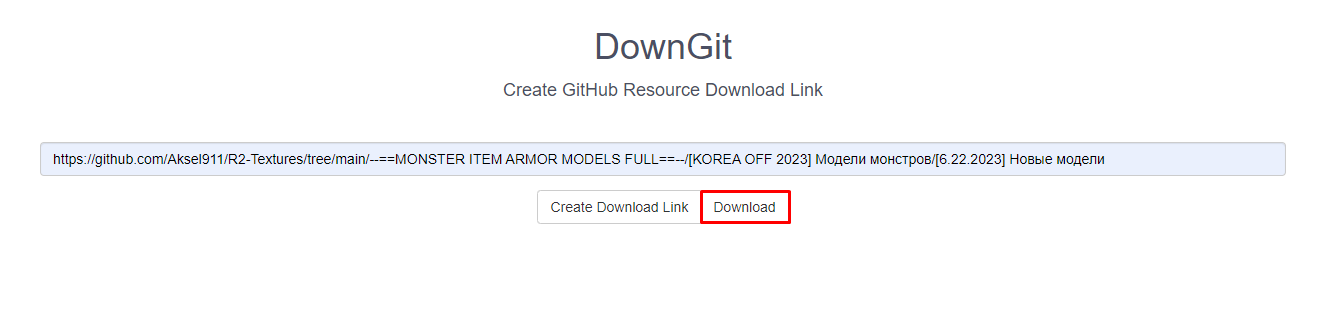 DownGit
Create GitHub Resource Download Link
https://github.com/Aksel911/R2-Textures/tree/main/--==MONSTER ITEM ARMOR MODELS FULL==--/[KOREA OFF 2023] Модели монстров/[6.22.2023] Новые модели
Create Download Link Download